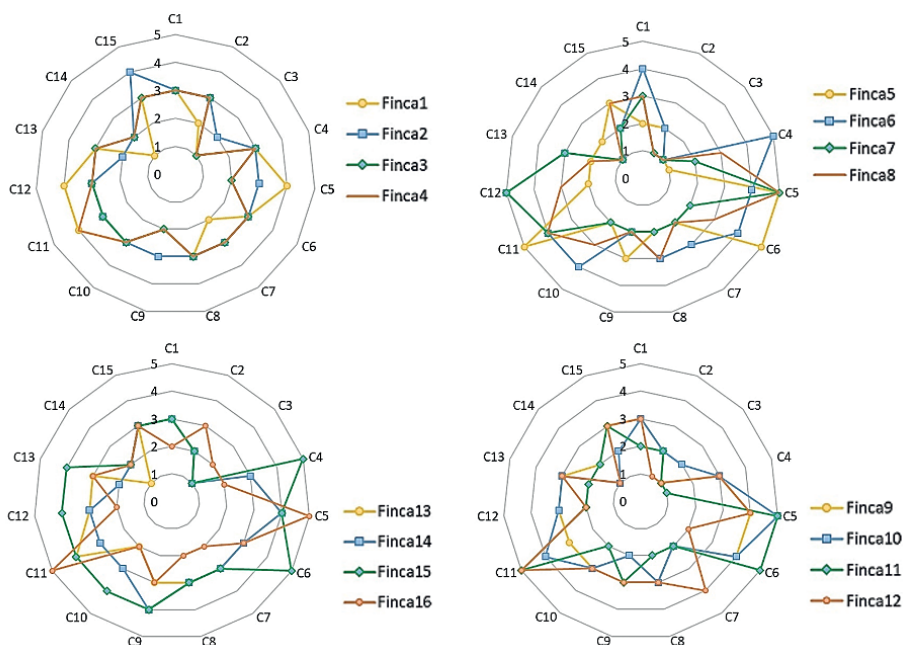 C1
C2
C3
C4
C5
C6
C7
C8
C9
C10
C11
C12
C13
C14
C15
5
4
3
2
1
0
Finca1
Finca2
Finca3
Finca4
C1
C2
C3
C4
C5
C6
C7
C8
C9
C10
C11
C12
C13
C14
C15
5
4
3
2
1
0
Finca5
Finca6
Finca7
Finca8
C1
C2
C3
C4
C5
C6
C7
C8
C9
C10
C11
C12
C13
C14
C15
5
4
3
2
1
0
Finca13
Finca14
Finca15
Finca16
C1
C2
C3
C4
C5
C6
C7
C8
C9
C10
C11
C12
C13
C14
C15
5
4
3
2
1
0
Finca9
Finca10
Finca11
Finca12